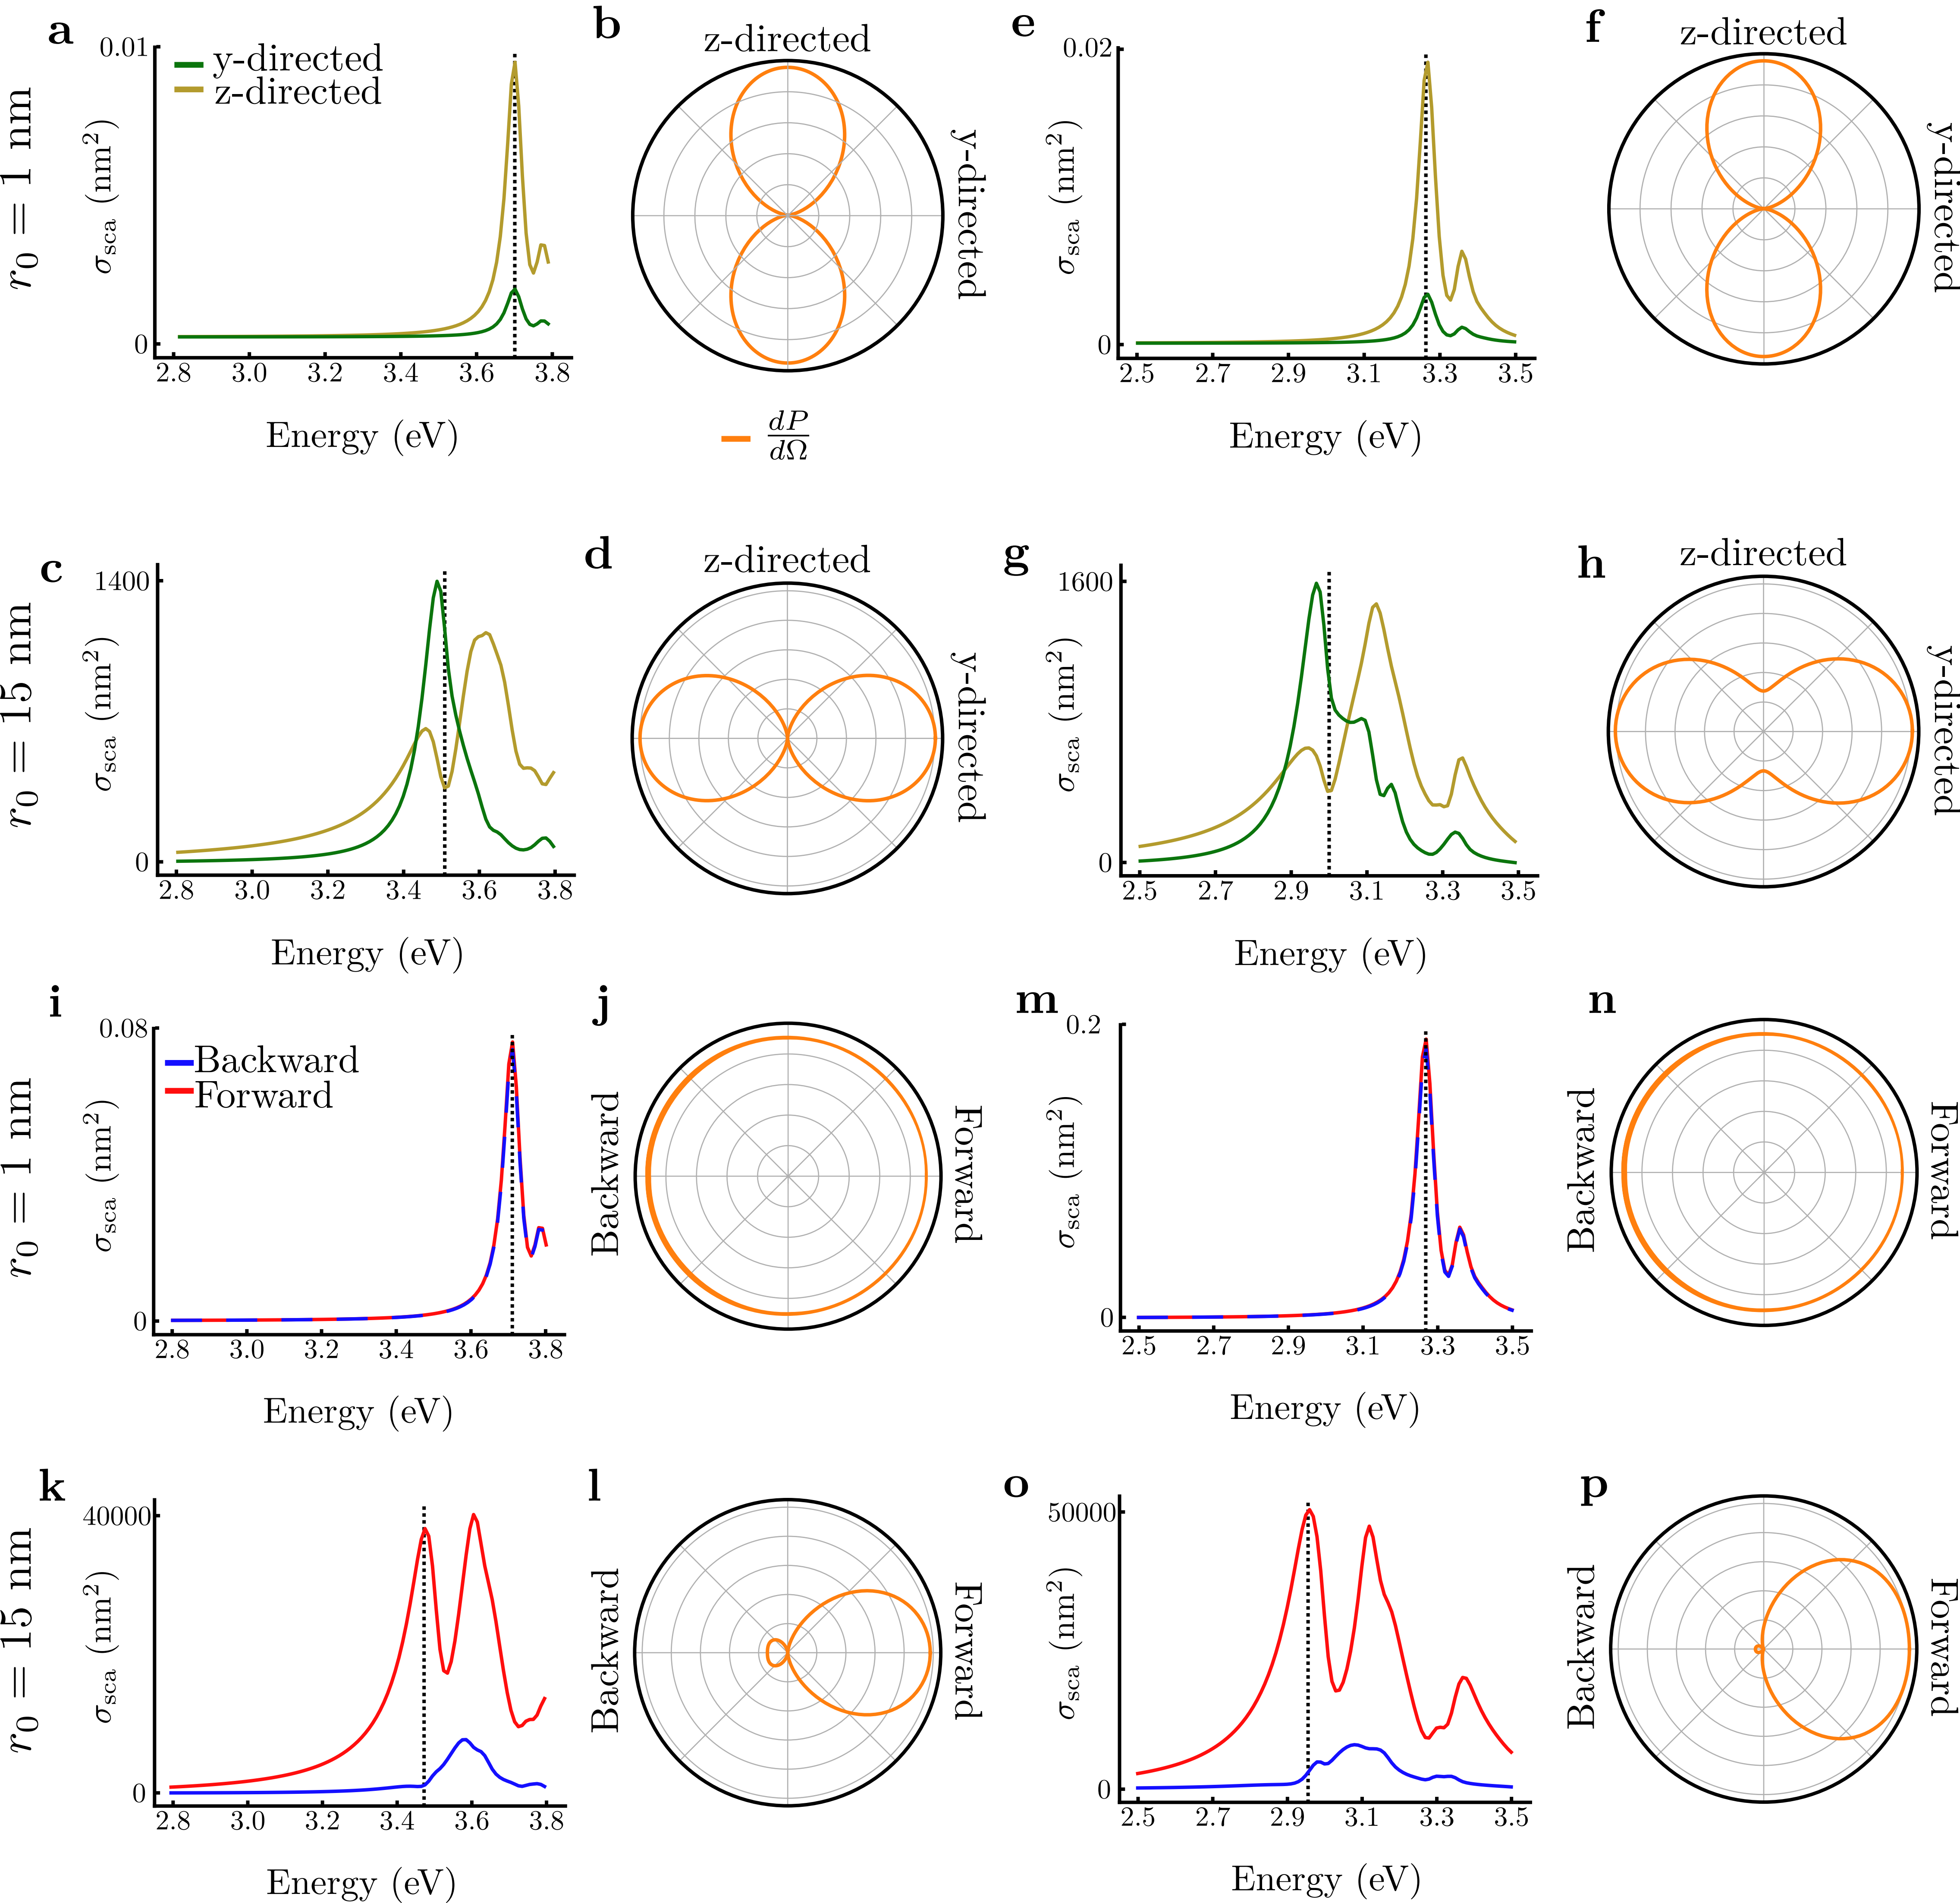 a
r₀ = 1 nm
σsca (nm²)
0.01
0
y-directed
z-directed
2.8 3.0 3.2 3.4 3.6 3.8
Energy (eV)
b
z-directed
y-directed
dP/dΩ
e
σsca (nm²)
0.02
0
2.5 2.7 2.9 3.1 3.3 3.5
Energy (eV)
f
z-directed
y-directed
c
r₀ = 15 nm
σsca (nm²)
1400
0
2.8 3.0 3.2 3.4 3.6 3.8
Energy (eV)
d
z-directed
y-directed
g
σsca (nm²)
1600
0
2.5 2.7 2.9 3.1 3.3 3.5
Energy (eV)
h
z-directed
y-directed
i
r₀ = 1 nm
σsca (nm²)
0.08
0
Backward
Forward
2.8 3.0 3.2 3.4 3.6 3.8
Energy (eV)
j
Backward
Forward
m
σsca (nm²)
0.2
0
2.5 2.7 2.9 3.1 3.3 3.5
Energy (eV)
n
Backward
Forward
k
r₀ = 15 nm
σsca (nm²)
40000
0
2.8 3.0 3.2 3.4 3.6 3.8
Energy (eV)
l
Backward
Forward
o
σsca (nm²)
50000
0
2.5 2.7 2.9 3.1 3.3 3.5
Energy (eV)
p
Backward
Forward